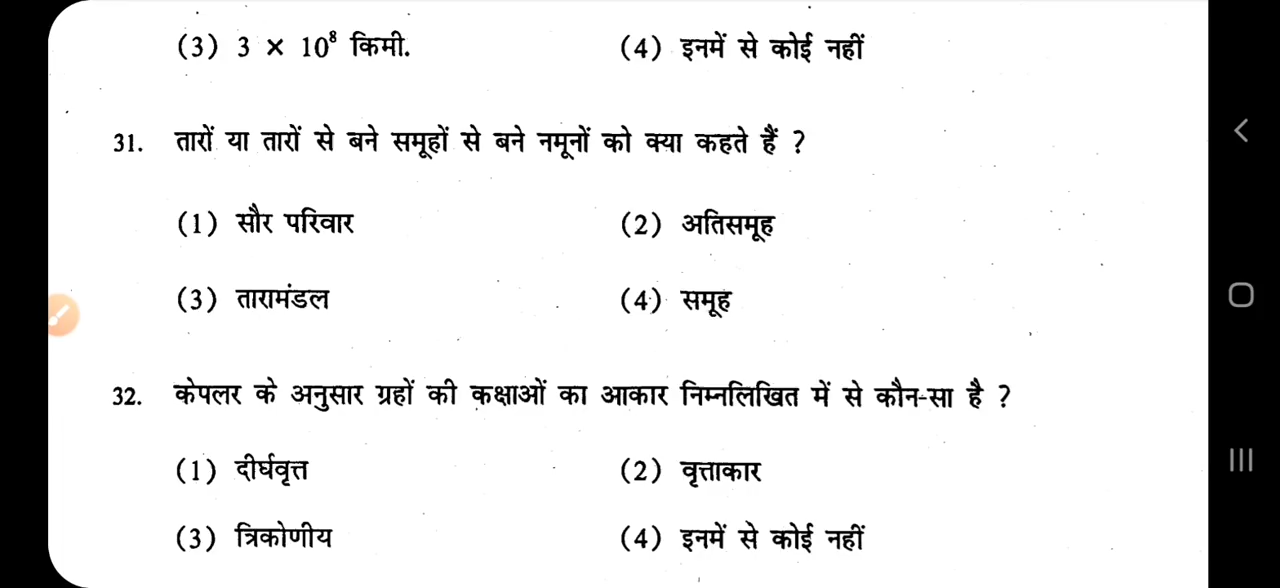 (3) 3 × 10⁸ किमी. (4) इनमें से कोई नहीं
31. तारों या तारों से बने समूहों से बने नमूनों को क्या कहते हैं ?
(1) सौर परिवार (2) अतिसमूह
(3) तारामंडल (4) समूह
32. केपलर के अनुसार ग्रहों की कक्षाओं का आकार निम्नलिखित में से कौन-सा है ?
(1) दीर्घवृत्त (2) वृत्ताकार
(3) त्रिकोणीय (4) इनमें से कोई नहीं